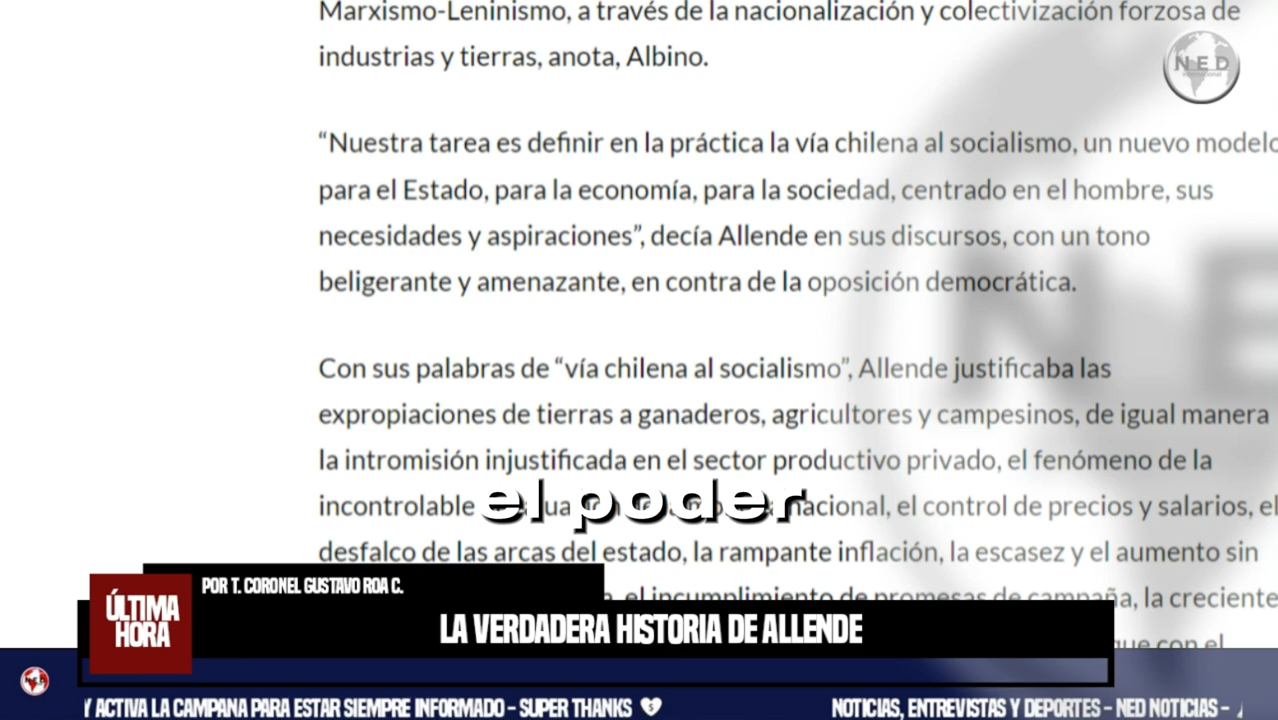 Marxismo-Leninismo, a través de la nacionalización y colectivización forzosa de
industrias y tierras, anota, Albino.
NED
internacional
“Nuestra tarea es definir en la práctica la vía chilena al socialismo, un nuevo modelo
para el Estado, para la economía, para la sociedad, centrado en el hombre, sus
necesidades y aspiraciones”, decía Allende en sus discursos, con un tono
beligerante y amenazante, en contra de la oposición democrática.
NE
Con sus palabras de “vía chilena al socialismo”, Allende justificaba las
expropiaciones de tierras a ganaderos, agricultores y campesinos, de igual manera
la intromisión injustificada en el sector productivo privado, el fenómeno de la
incontrolable nacional, el control de precios y salarios, el
el poder
desfalco de las arcas del estado, la rampante inflación, la escasez y el aumento sin
el incumplimiento de promesas de campaña, la creciente
que con el
POR T. CORONEL GUSTAVO ROA C.
ÚLTIMA
HORA
LA VERDADERA HISTORIA DE ALLENDE
Y ACTIVA LA CAMPANA PARA ESTAR SIEMPRE INFORMADO - SUPER THANKS
NOTICIAS, ENTREVISTAS Y DEPORTES - NED NOTICIAS -